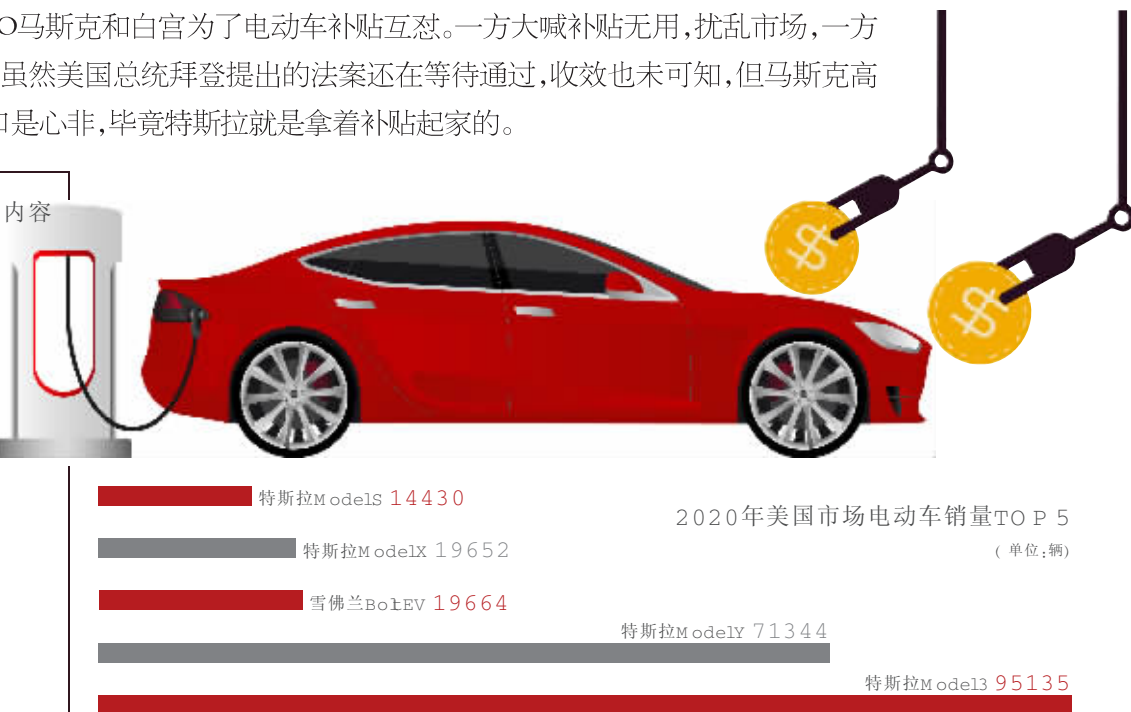 O马斯克和白宫为了电动车补贴互怼。一方大喊补贴无用,扰乱市场,一方
虽然美国总统拜登提出的法案还在等待通过,收效也未可知,但马斯克高
口是心非,毕竟特斯拉就是拿着补贴起家的。
内容
特斯拉ModelS 14430
2020年美国市场电动车销量TOP5
(单位:辆)
特斯拉ModelX 19652
雪佛兰BoltEV 19664
特斯拉ModelY 71344
特斯拉Model3 95135